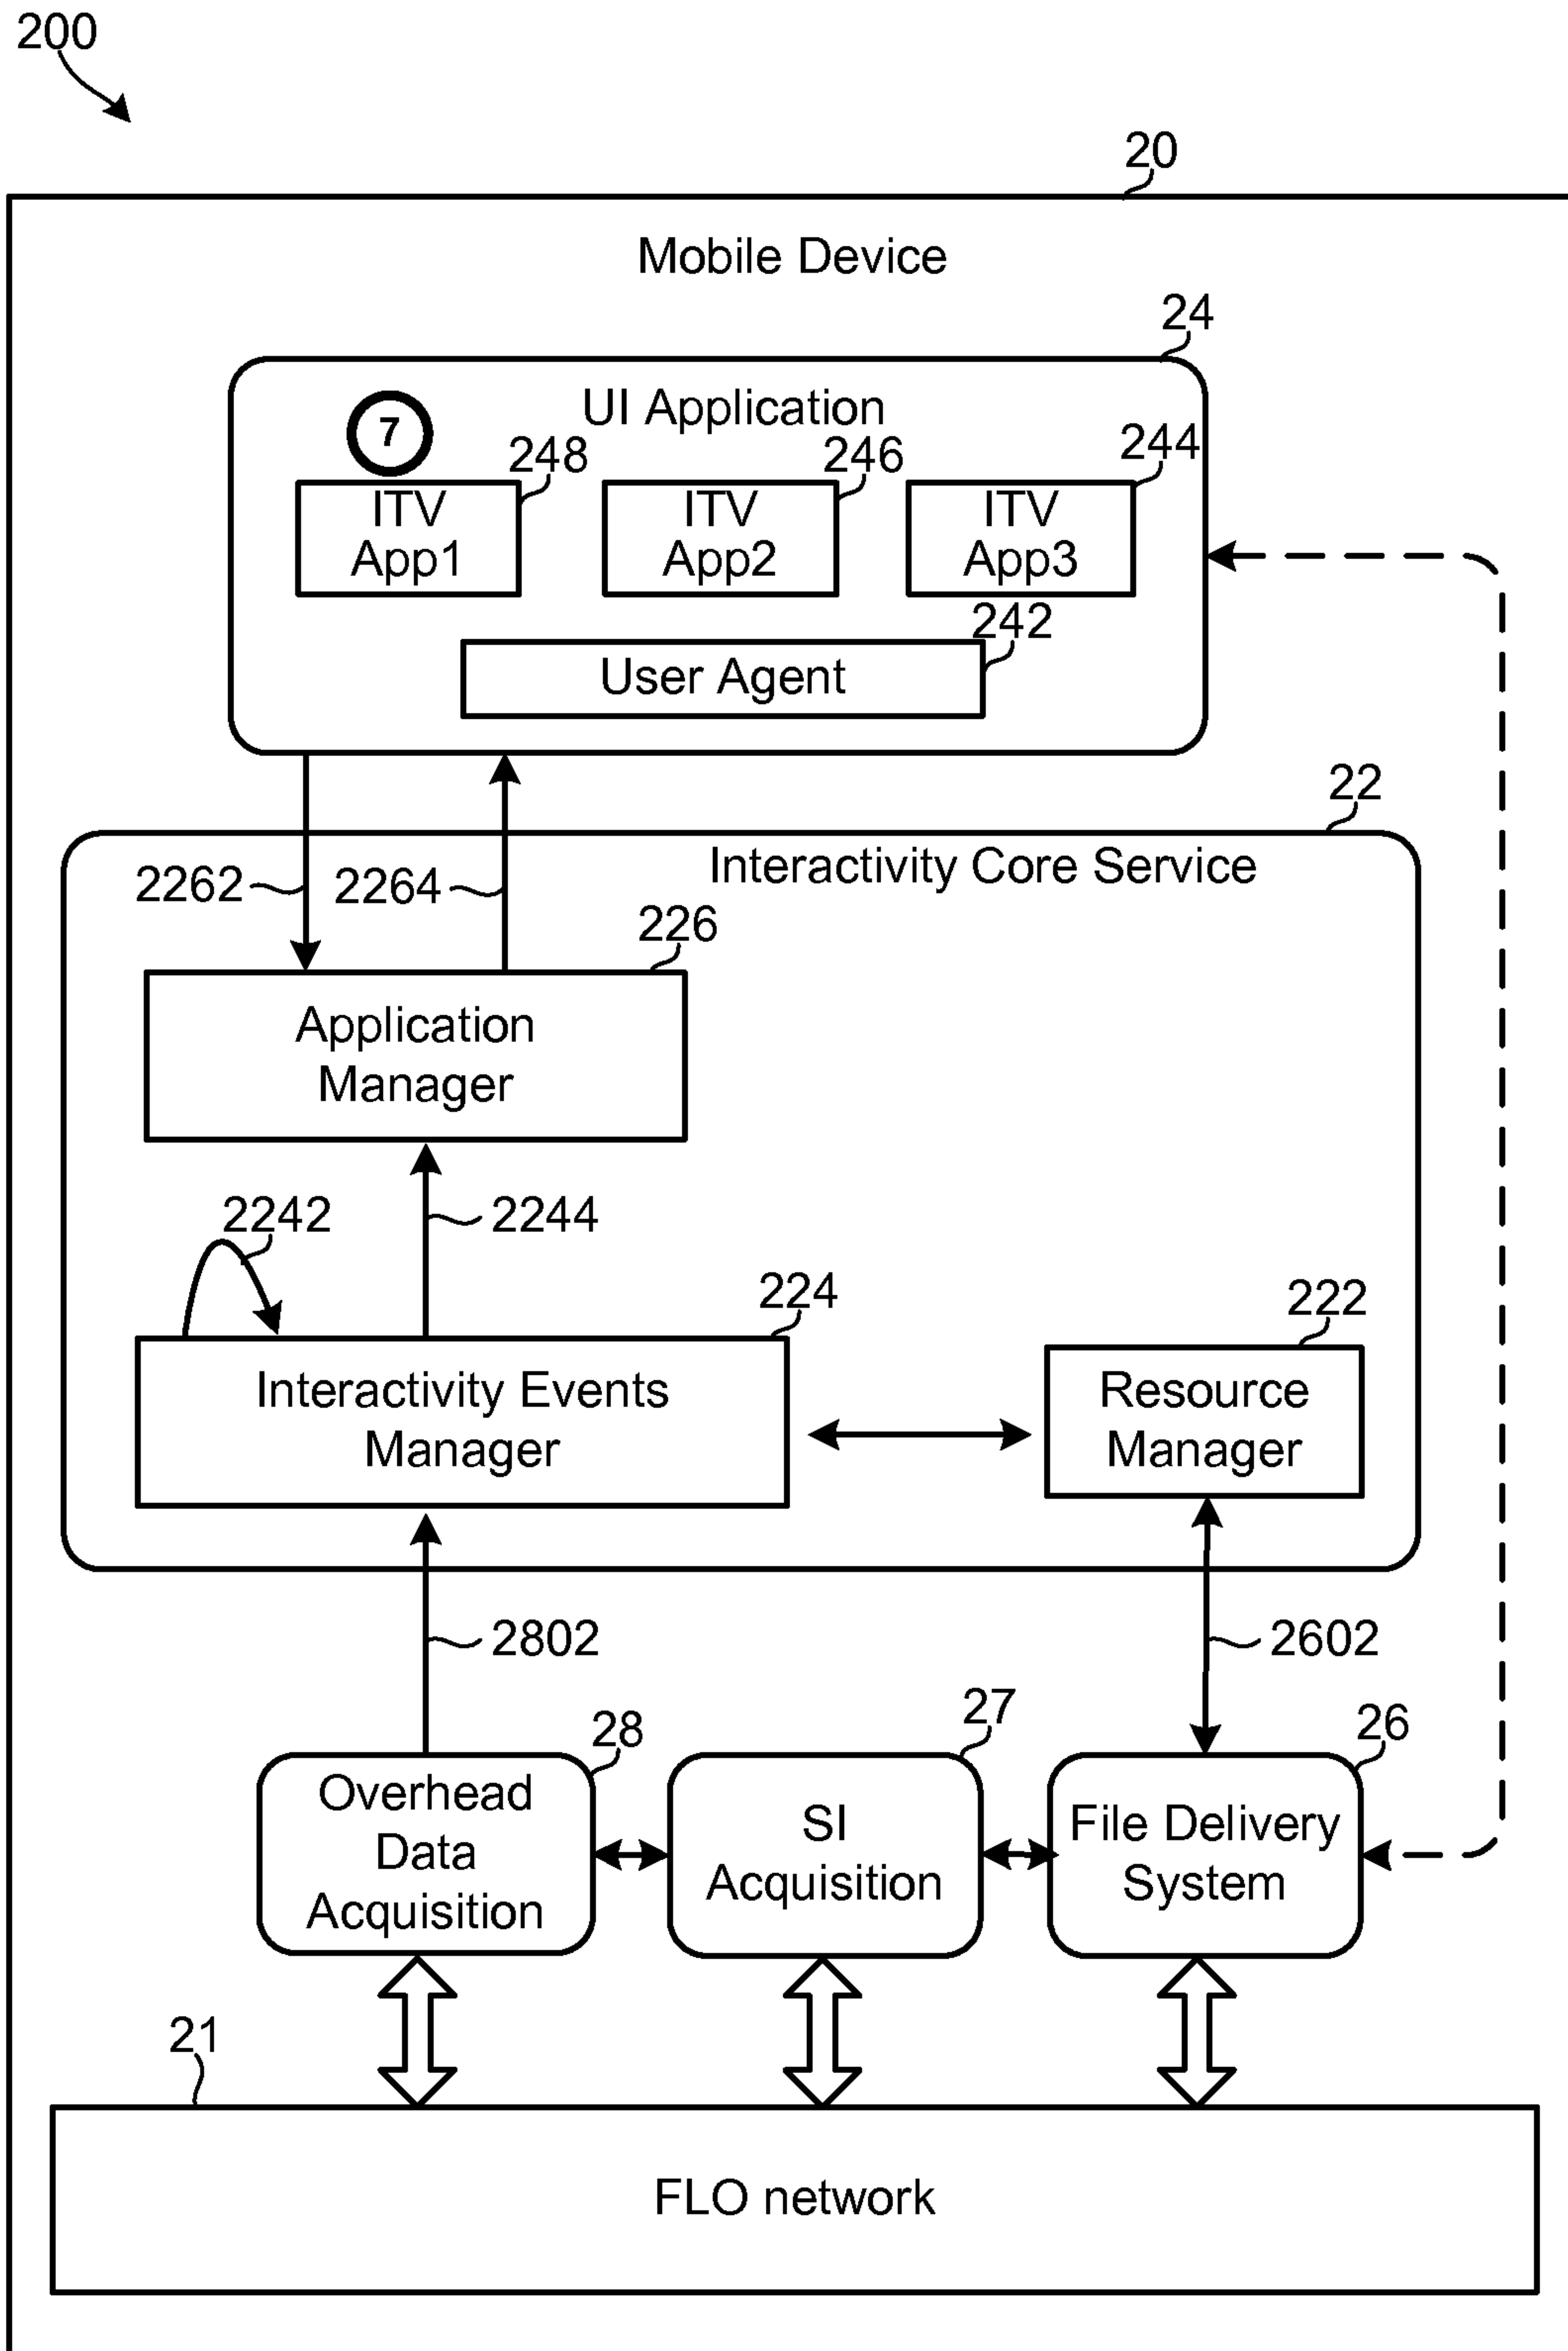 200
20
Mobile Device
24
UI Application
7
248
246
244
ITV
App1
ITV
App2
ITV
App3
242
User Agent
22
Interactivity Core Service
2262
2264
226
Application
Manager
2242
2244
224
222
Interactivity Events
Manager
Resource
Manager
2802
2602
28
27
26
Overhead
Data
Acquisition
SI
Acquisition
File Delivery
System
21
FLO network